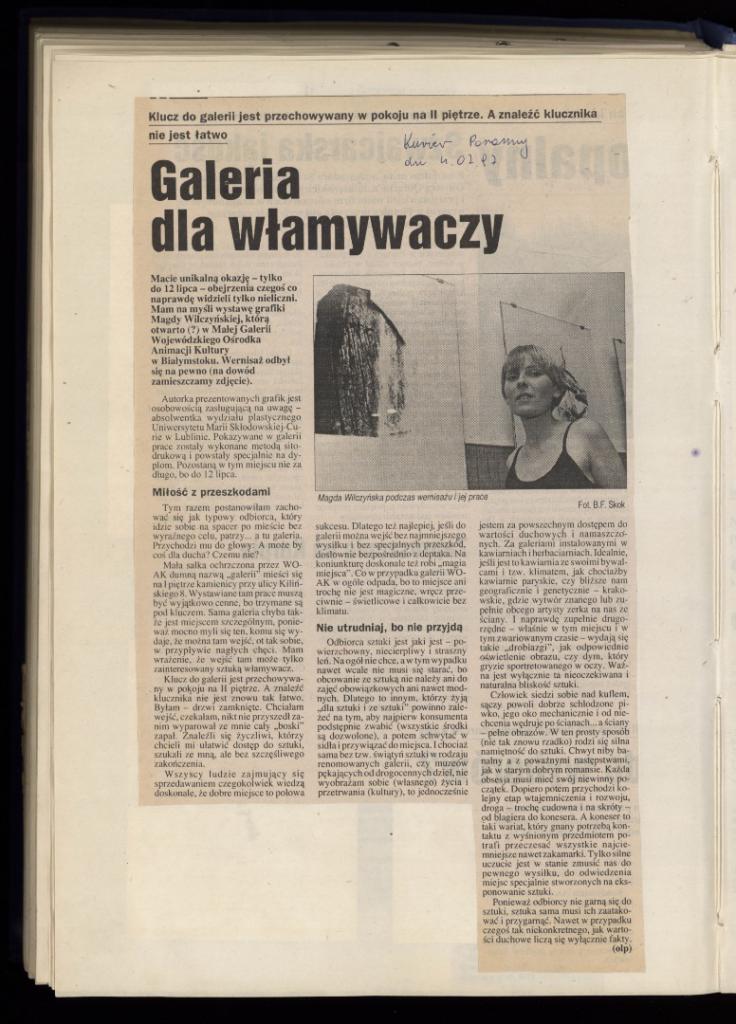 Klucz do galerii jest przechowywany w pokoju na II piętrze. A znaleźć klucznika
nie jest łatwo
Kurier Poranny
Galeria
dla włamywaczy
Macie unikalną okazję – tylko
do 12 lipca – obejrzenia czegoś co
naprawdę widzieli tylko nieliczni.
Mam na myśli wystawę grafiki
Magdy Wilczyńskiej, którą
otwarto (?) w Małej Galerii
Wojewódzkiego Ośrodka
Animacji Kultury
w Białymstoku. Wernisaż odbył
się na pewno (na dowód
zamieszczamy zdjęcie).
Autorka prezentowanych grafik jest
osobowością zasługującą na uwagę –
absolwentka wydziału plastycznego
Uniwersytetu Marii Skłodowskiej-Cu-
rie w Lublinie. Pokazywane w galerii
prace zostały wykonane metodą sito-
drukową i powstały specjalnie na dy-
plom. Pozostaną w tym miejscu nie za
długo, bo do 12 lipca.
Miłość z przeszkodami
Tym razem postanowiłam zacho-
wać się jak typowy odbiorca, który
idzie sobie na spacer po mieście bez
wyraźnego celu, patrzy... a tu galeria.
Przychodzi mu do głowy: A może by
coś dla ducha? Czemu nie?
Mała salka ochrzczona przez WO-
AK dumną nazwą „galerii” mieści się
na I piętrze kamienicy przy ulicy Kiliń-
skiego 8. Wystawiane tam prace muszą
być wyjątkowo cenne, bo trzymane są
pod kluczem. Sama galeria chyba tak-
że jest miejscem szczególnym, ponie-
waż mocno myli się ten, komu się wy-
daje, że można tam wejść, ot tak sobie,
w przypływie nagłych chęci. Mam
wrażenie, że wejść tam może tylko
zainteresowany sztuką włamywacz.
Klucz do galerii jest przechowywa-
ny w pokoju na II piętrze. A znaleźć
klucznika nie jest znowu tak łatwo.
Byłam – drzwi zamknięte. Chciałam
wejść, czekałam, nikt nie przyszedł za-
nim wyparował ze mnie cały „boski”
zapał. Znaleźli się życzliwi, którzy
chcieli mi ułatwić dostęp do sztuki,
szukali ze mną, ale bez szczęśliwego
zakończenia.
Wszyscy ludzie zajmujący się
sprzedawaniem czegokolwiek wiedzą
doskonale, że dobre miejsce to połowa
Magda Wilczyńska podczas wernisażu i jej prace
Fot. B.F. Skok
sukcesu. Dlatego też najlepiej, jeśli do
galerii można wejść bez najmniejszego
wysiłku i bez specjalnych przeszkód,
dosłownie bezpośrednio z deptaka. Na
koniunkturę doskonale też robi „magia
miejsca”. Co w przypadku galerii WO-
AK w ogóle odpada, bo to miejsce ani
trochę nie jest magiczne, wręcz prze-
ciwnie – świetlicowe i całkowicie bez
klimatu.
Nie utrudniaj, bo nie przyjdą
Odbiorca sztuki jest jaki jest – po-
wierzchowny, niecierpliwy i straszny
leń. Na ogół nie chce, a w tym wypadku
nawet wcale nie musi się starać, bo
obcowanie ze sztuką nie należy ani do
zajęć obowiązkowych ani nawet mod-
nych. Dlatego to innym, którzy żyją
„dla sztuki i ze sztuki” powinno zale-
żeć na tym, aby najpierw konsumenta
podstępnie zwabić (wszystkie środki
są dozwolone), a potem schwytać w
sidła i przywiązać do miejsca. I chociaż
sama bez tzw. świątyń sztuki w rodzaju
renomowanych galerii, czy muzeów
pękających od drogocennych dzieł, nie
wyobrażam sobie (własnego) życia i
przetrwania (kultury), to jednocześnie
jestem za powszechnym dostępem do
wartości duchowych i namaszczo-
nych. Za galeriami instalowanymi w
kawiarniach i herbaciarniach. Idealnie,
jeśli jest to kawiarnia ze swoimi bywal-
cami i tzw. klimatem, jak chociażby
kawiarnie paryskie, czy bliższe nam
geograficznie i genetycznie – krako-
wskie, gdzie wytwór znanego lub zu-
pełnie obcego artysty zerka na nas ze
ściany. I naprawdę zupełnie drugo-
rzędne – właśnie w tym miejscu i w
tym zwariowanym czasie – wydają się
takie „drobiazgi”, jak odpowiednie
oświetlenie obrazu, czy dym, który
gryzie sportretowanego w oczy. Waż-
na jest wyłącznie ta nieoczekiwana i
naturalna bliskość sztuki.
Człowiek siedzi sobie nad kuflem,
sączy powoli dobrze schłodzone pi-
wko, jego oko mechanicznie i od nie-
chcenia wędruje po ścianach... a ściany
– pełne obrazów. W ten prosty sposób
(nie tak znowu rzadko) rodzi się silna
namiętność do sztuki. Chwyt niby ba-
nalny a z poważnymi następstwami,
jak w starym dobrym romansie. Każda
obsesja musi mieć swój niewinny po-
czątek. Dopiero potem przychodzi ko-
lejny etap wtajemniczenia i rozwoju,
droga – trochę cudowna i na skróty –
od blagiera do konesera. A koneser to
taki wariat, który gnany potrzebą kon-
taktu z wyśnionym przedmiotem po-
trafi przeczesać wszystkie najcie-
mniejsze nawet zakamarki. Tylko silne
uczucie jest w stanie zmusić nas do
pewnego wysiłku, do odwiedzenia
miejsc specjalnie stworzonych na eks-
ponowanie sztuki.
Ponieważ odbiorcy nie garną się do
sztuki, sztuka sama musi ich zaatako-
wać i przygarnąć. Nawet w przypadku
czegoś tak niekonkretnego, jak warto-
ści duchowe liczą się wyłącznie fakty.
(olp)